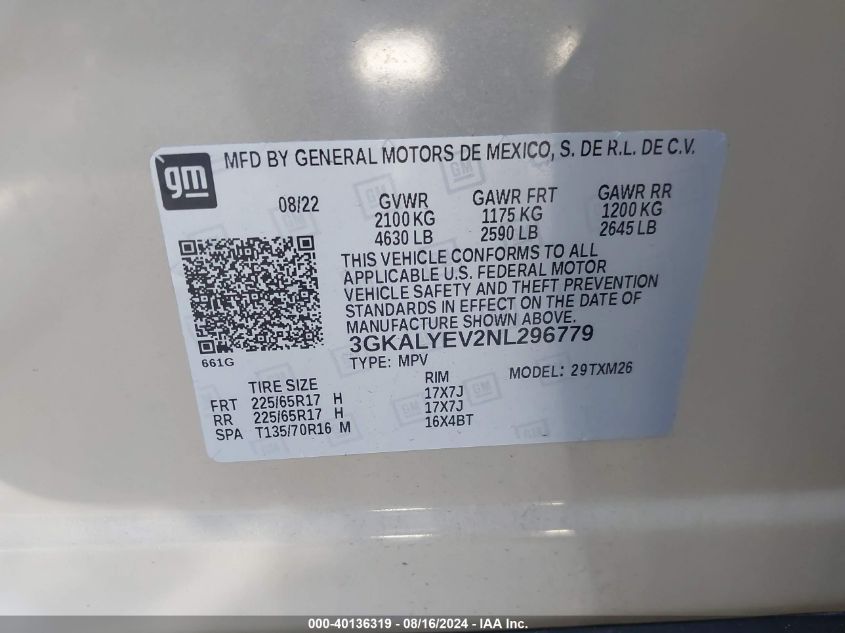 gm
MFD BY GENERAL MOTORS DE MEXICO, S. DE R.L. DE C.V.
08/22
GVWR GAWR FRT GAWR RR
2100 KG 1175 KG 1200 KG
4630 LB 2590 LB 2645 LB
THIS VEHICLE CONFORMS TO ALL
APPLICABLE U.S. FEDERAL MOTOR
VEHICLE SAFETY AND THEFT PREVENTION
STANDARDS IN EFFECT ON THE DATE OF
MANUFACTURE SHOWN ABOVE.
3GKALYEV2NL296779
661G
TYPE: MPV
MODEL: 29TXM26
TIRE SIZE RIM
FRT 225/65R17 H 17X7J
RR 225/65R17 H 17X7J
SPA T135/70R16 M 16X4BT
000-40136319 - 08/16/2024 - IAA Inc.